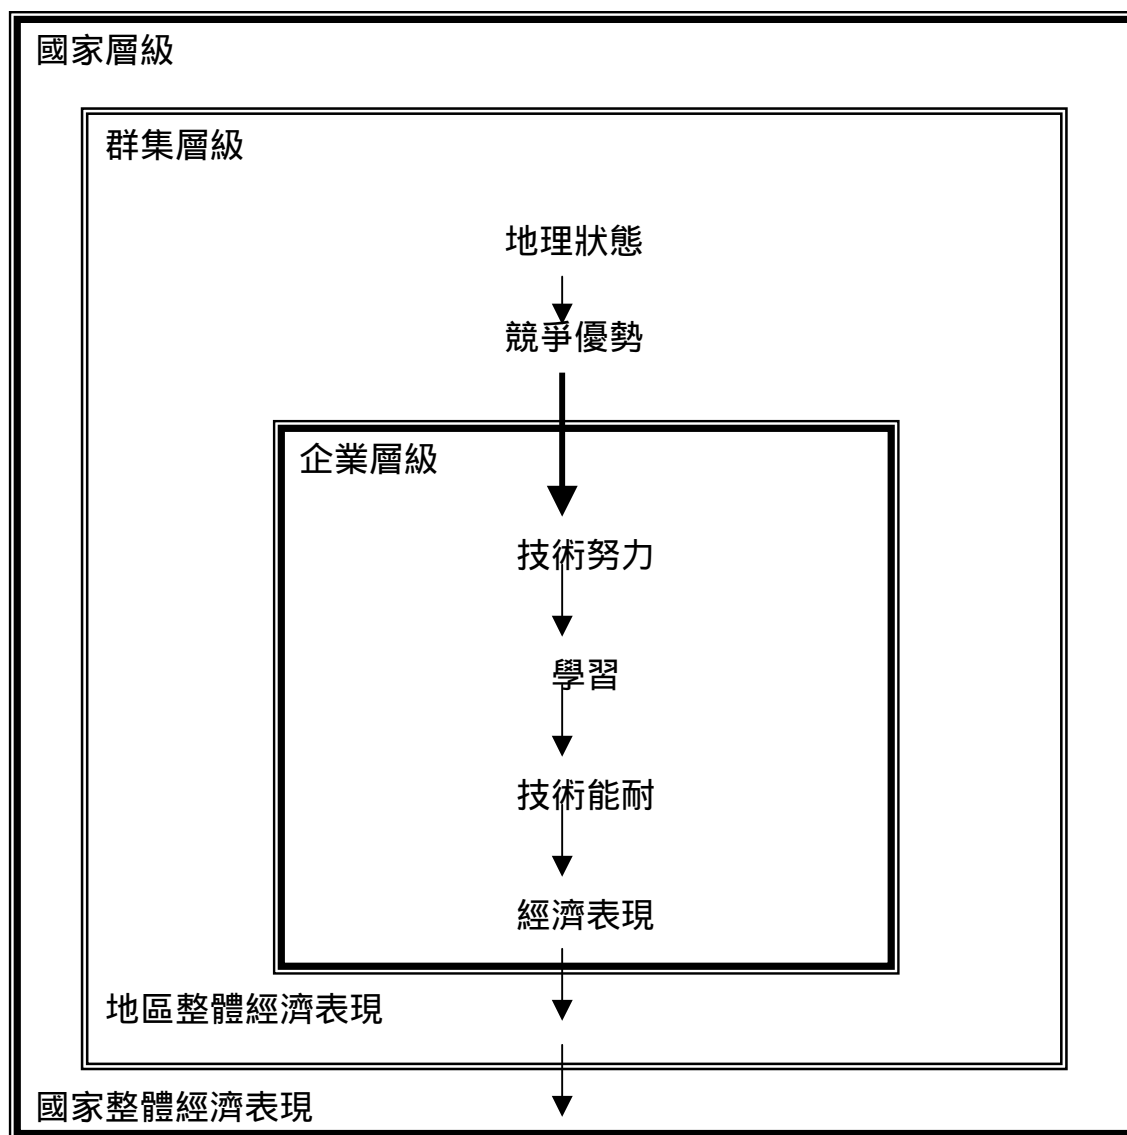 國家層級
群集層級
地理狀態
競爭優勢
企業層級
技術努力
學習
技術能耐
經濟表現
地區整體經濟表現
國家整體經濟表現